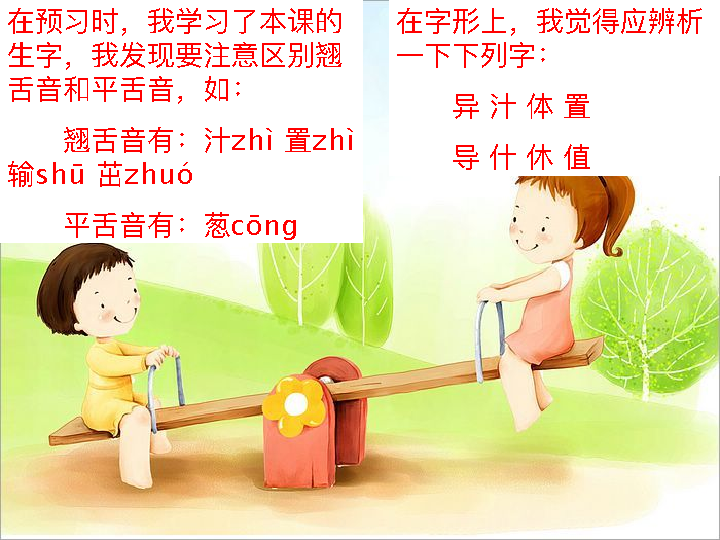 在预习时，我学习了本课的
生字，我发现要注意区别翘
舌音和平舌音，如：
翘舌音有：汁zhì 置zhì
输shū 茁zhuó
平舌音有：葱cōng
在字形上，我觉得应辨析
一下下列字：
异 汁 体 置
导 什 休 值